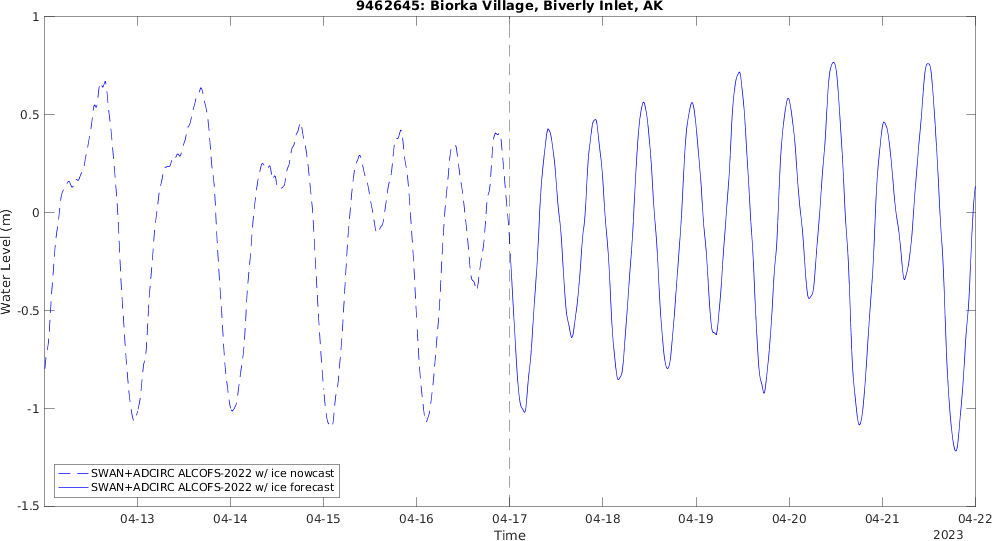 9462645: Biorka Village, Biverly Inlet, AK
Water Level (m)
1
0.5
0
-0.5
-1
-1.5
SWAN+ADCIRC ALCOFS-2022 w/ ice nowcast
SWAN+ADCIRC ALCOFS-2022 w/ ice forecast
04-13 04-14 04-15 04-16 04-17 04-18 04-19 04-20 04-21 04-22
Time
2023